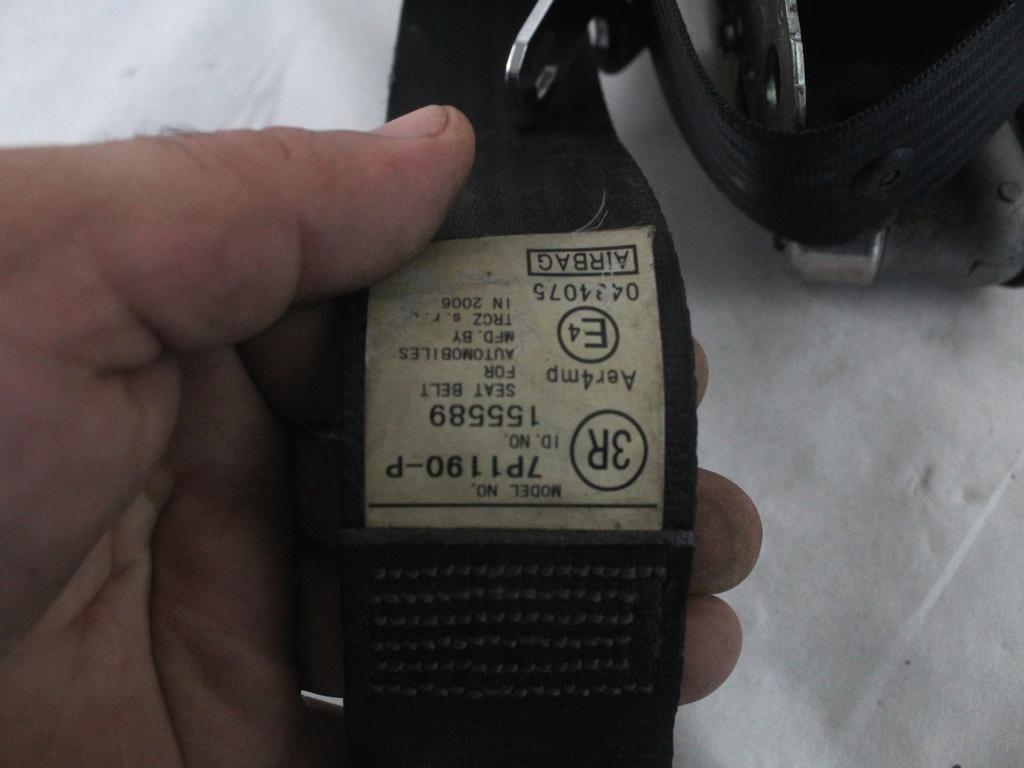 MODEL NO.
7P1190-P
3R
ID. NO.
155589
SEAT BELT
FOR
AUTOMOBILES
MFD. BY
TRCZ s.r.
IN 2006
Aer4mp
E4
0434075
AIRBAG